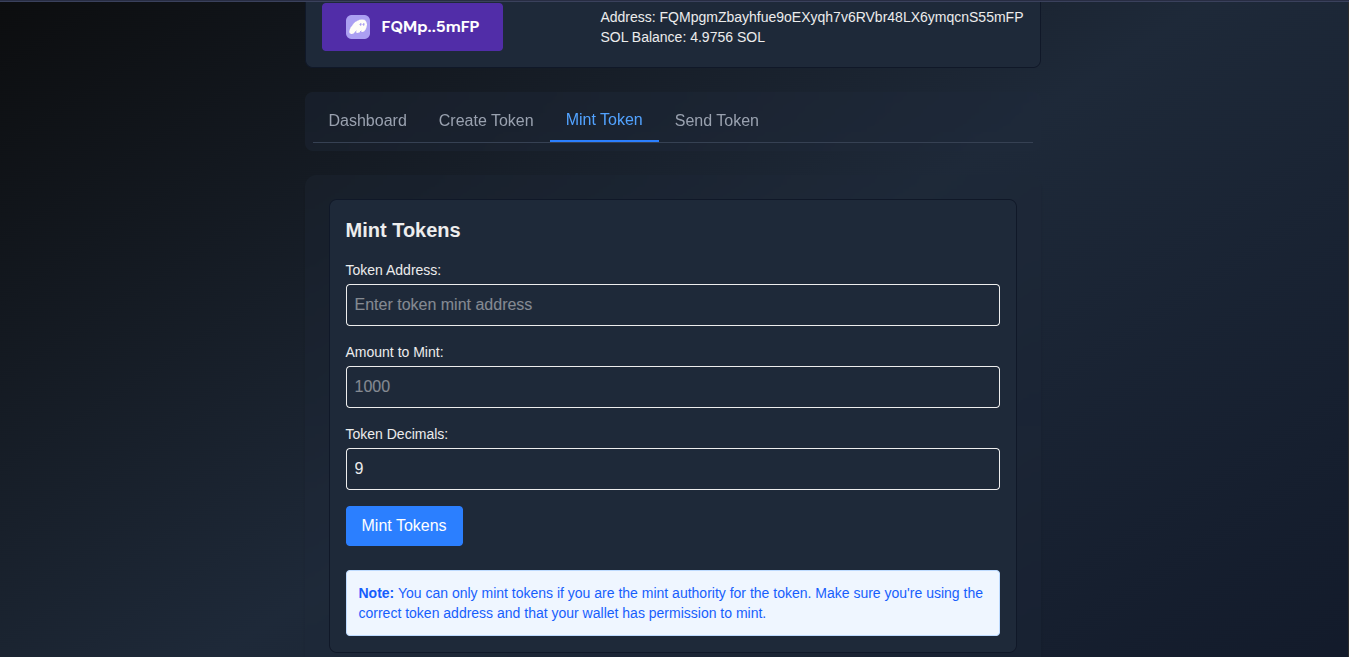 FQMp..5mFP
Address: FQMpgmZbayhfue9oEXyqh7v6RVbr48LX6ymqcnS55mFP
SOL Balance: 4.9756 SOL
Dashboard Create Token Mint Token Send Token
Mint Tokens
Token Address:
Enter token mint address
Amount to Mint:
1000
Token Decimals:
9
Mint Tokens
Note: You can only mint tokens if you are the mint authority for the token. Make sure you're using the
correct token address and that your wallet has permission to mint.